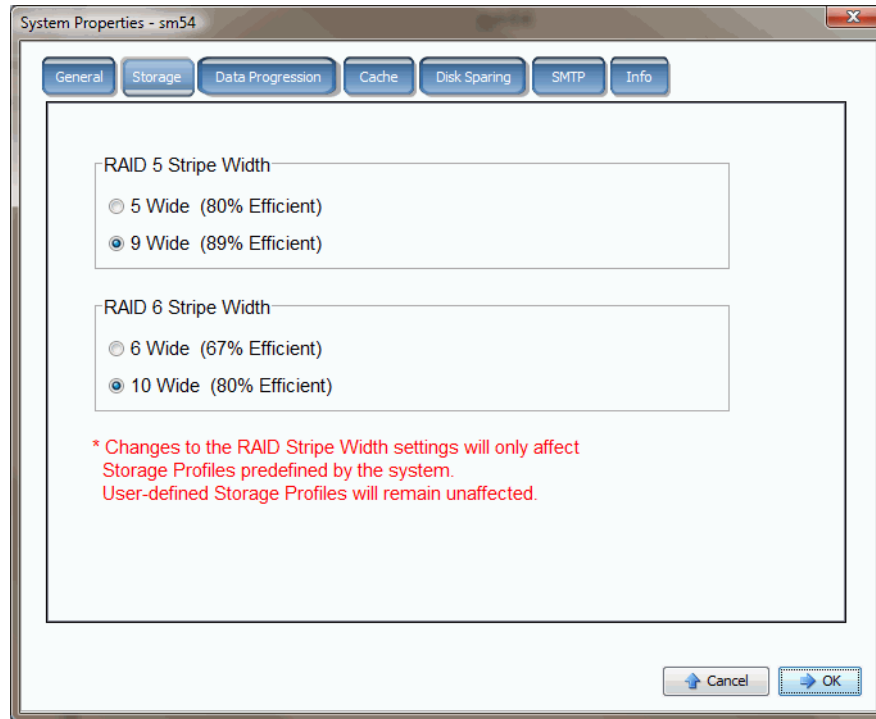 System Properties - sm54
General Storage Data Progression Cache Disk Sparing SMTP Info
RAID 5 Stripe Width
5 Wide (80% Efficient)
9 Wide (89% Efficient)
RAID 6 Stripe Width
6 Wide (67% Efficient)
10 Wide (80% Efficient)
* Changes to the RAID Stripe Width settings will only affect
Storage Profiles predefined by the system.
User-defined Storage Profiles will remain unaffected.
Cancel OK